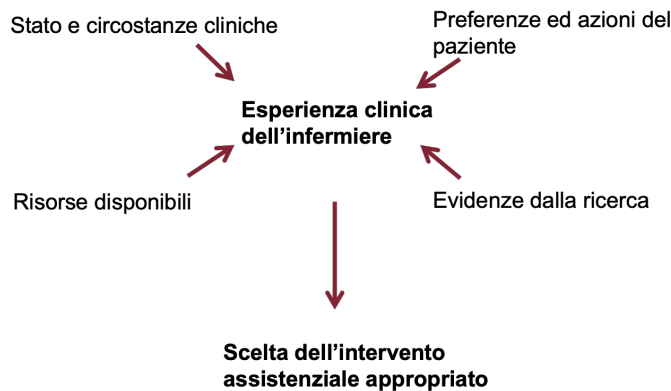 Stato e circostanze cliniche
Preferenze ed azioni del
paziente
Esperienza clinica
dell'infermiere
Risorse disponibili
Evidenze dalla ricerca
Scelta dell'intervento
assistenziale appropriato